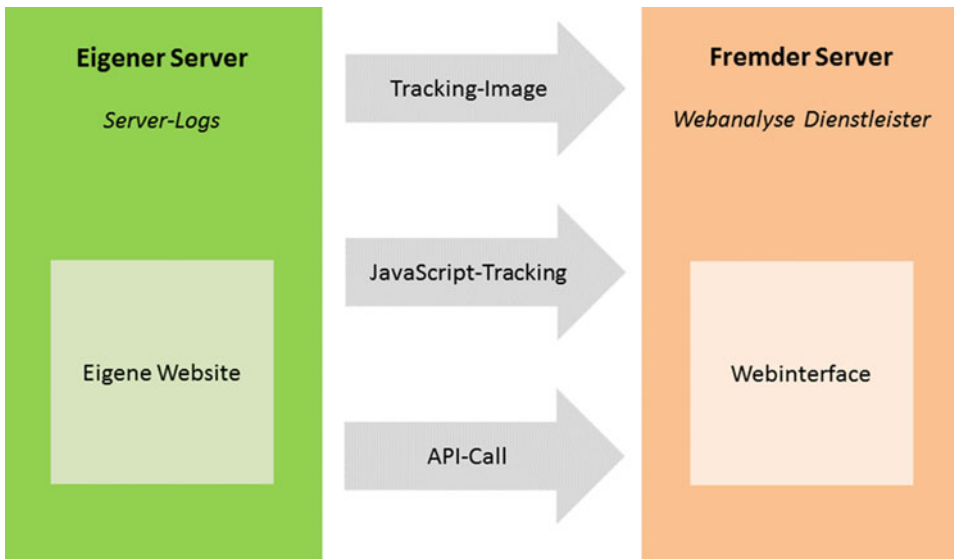 Eigener Server
Server-Logs
Eigene Website
Tracking-Image
JavaScript-Tracking
API-Call
Fremder Server
Webanalyse Dienstleister
Webinterface